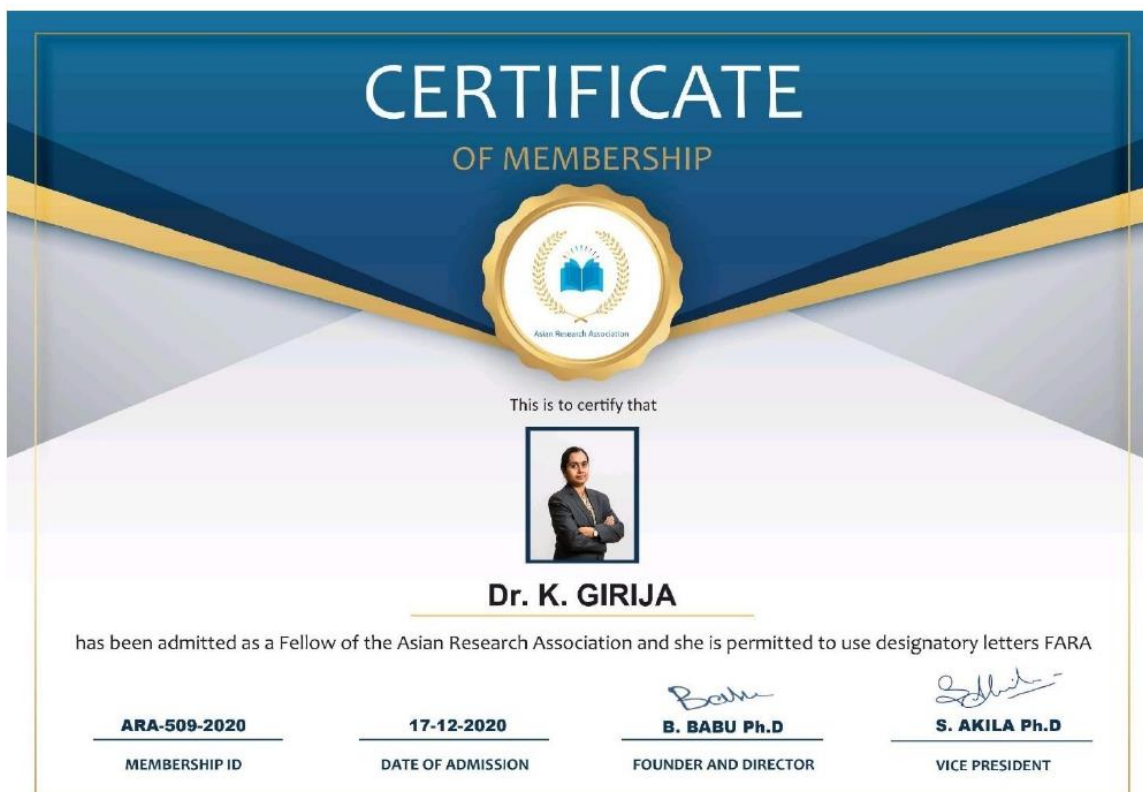 CERTIFICATE
OF MEMBERSHIP
Asian Research Association
This is to certify that
Dr. K. GIRIJA
has been admitted as a Fellow of the Asian Research Association and she is permitted to use designatory letters FARA
Babu
ARA-509-2020
17-12-2020
B. BABU Ph.D
S. AKILA Ph.D
MEMBERSHIP ID
DATE OF ADMISSION
FOUNDER AND DIRECTOR
VICE PRESIDENT